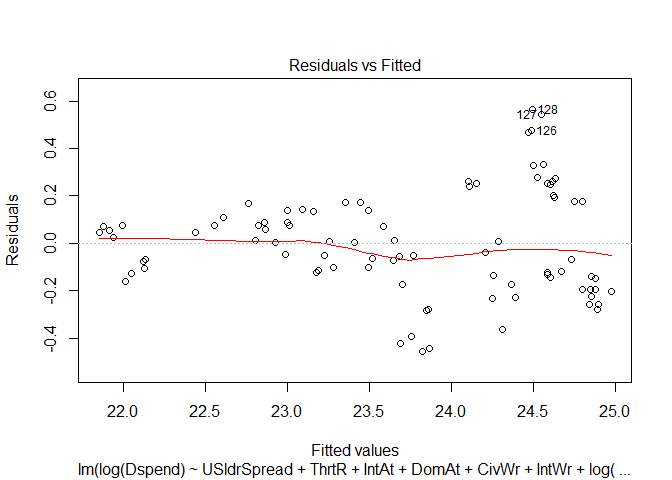 Residuals vs Fitted
Residuals
0.6
0.4
0.2
0.0
-0.2
-0.4
127
128
126
22.0 22.5 23.0 23.5 24.0 24.5 25.0
Fitted values
lm(log(Dspend) ~ USldrSpread + ThrtR + IntAt + DomAt + CivWr + IntWr + log( ...